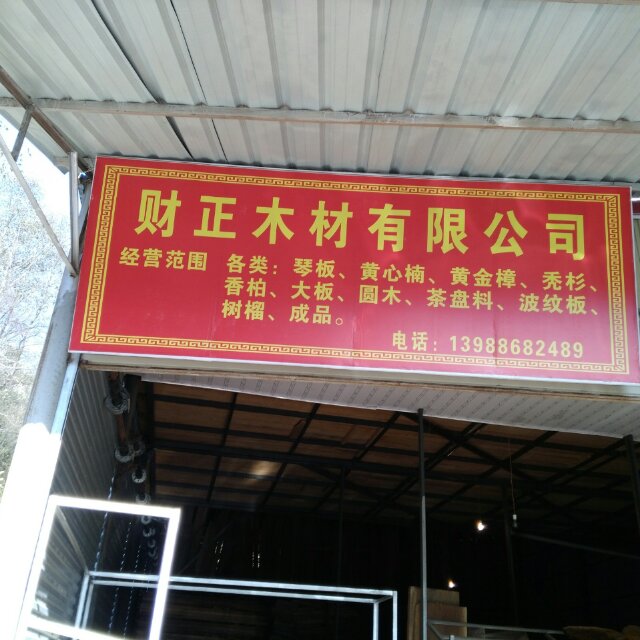 财正木材有限公司
经营范围 各类：琴板、黄心楠、黄金樟、秃杉、
香柏、大板、圆木、茶盘料、波纹板、
树榴、成品。
电话：13988682489